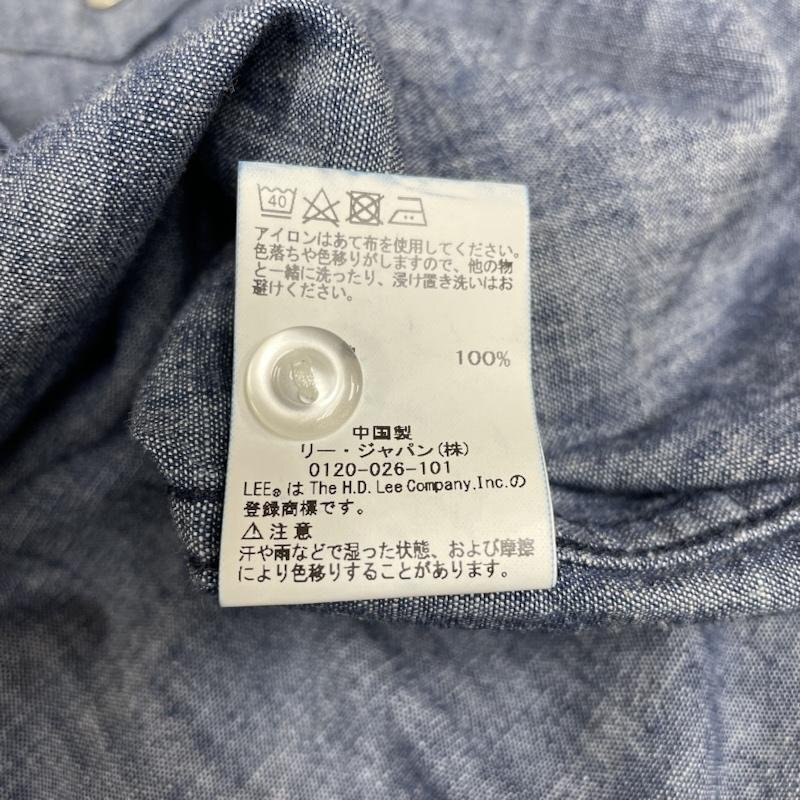 40
アイロンはあて布を使用してください。
色落ちや色移りがしますので、他の物
と一緒に洗ったり、浸け置き洗いはお
避けください。
100%
中国製
リー・ジャパン(株)
0120-026-101
LEE®は The H.D. Lee Company.Inc.の
登録商標です。
⚠注意
汗や雨などで湿った状態、および摩擦
により色移りすることがあります。